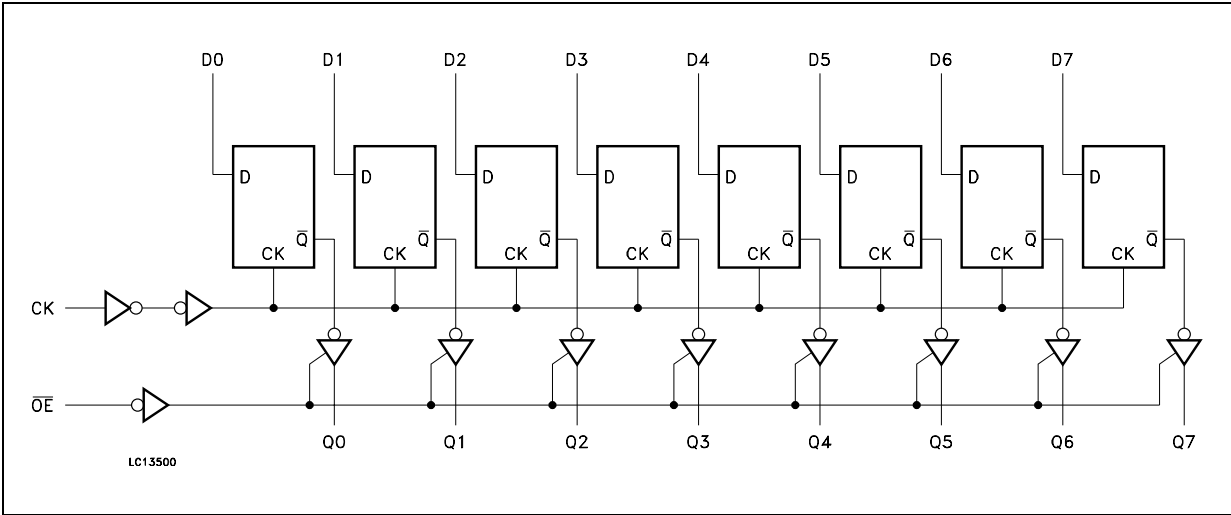 D0 D1 D2 D3 D4 D5 D6 D7
D D D D D D D D
Q̅ Q̅ Q̅ Q̅ Q̅ Q̅ Q̅ Q̅
CK CK CK CK CK CK CK CK
CK
O̅E̅
Q0 Q1 Q2 Q3 Q4 Q5 Q6 Q7
LC13500